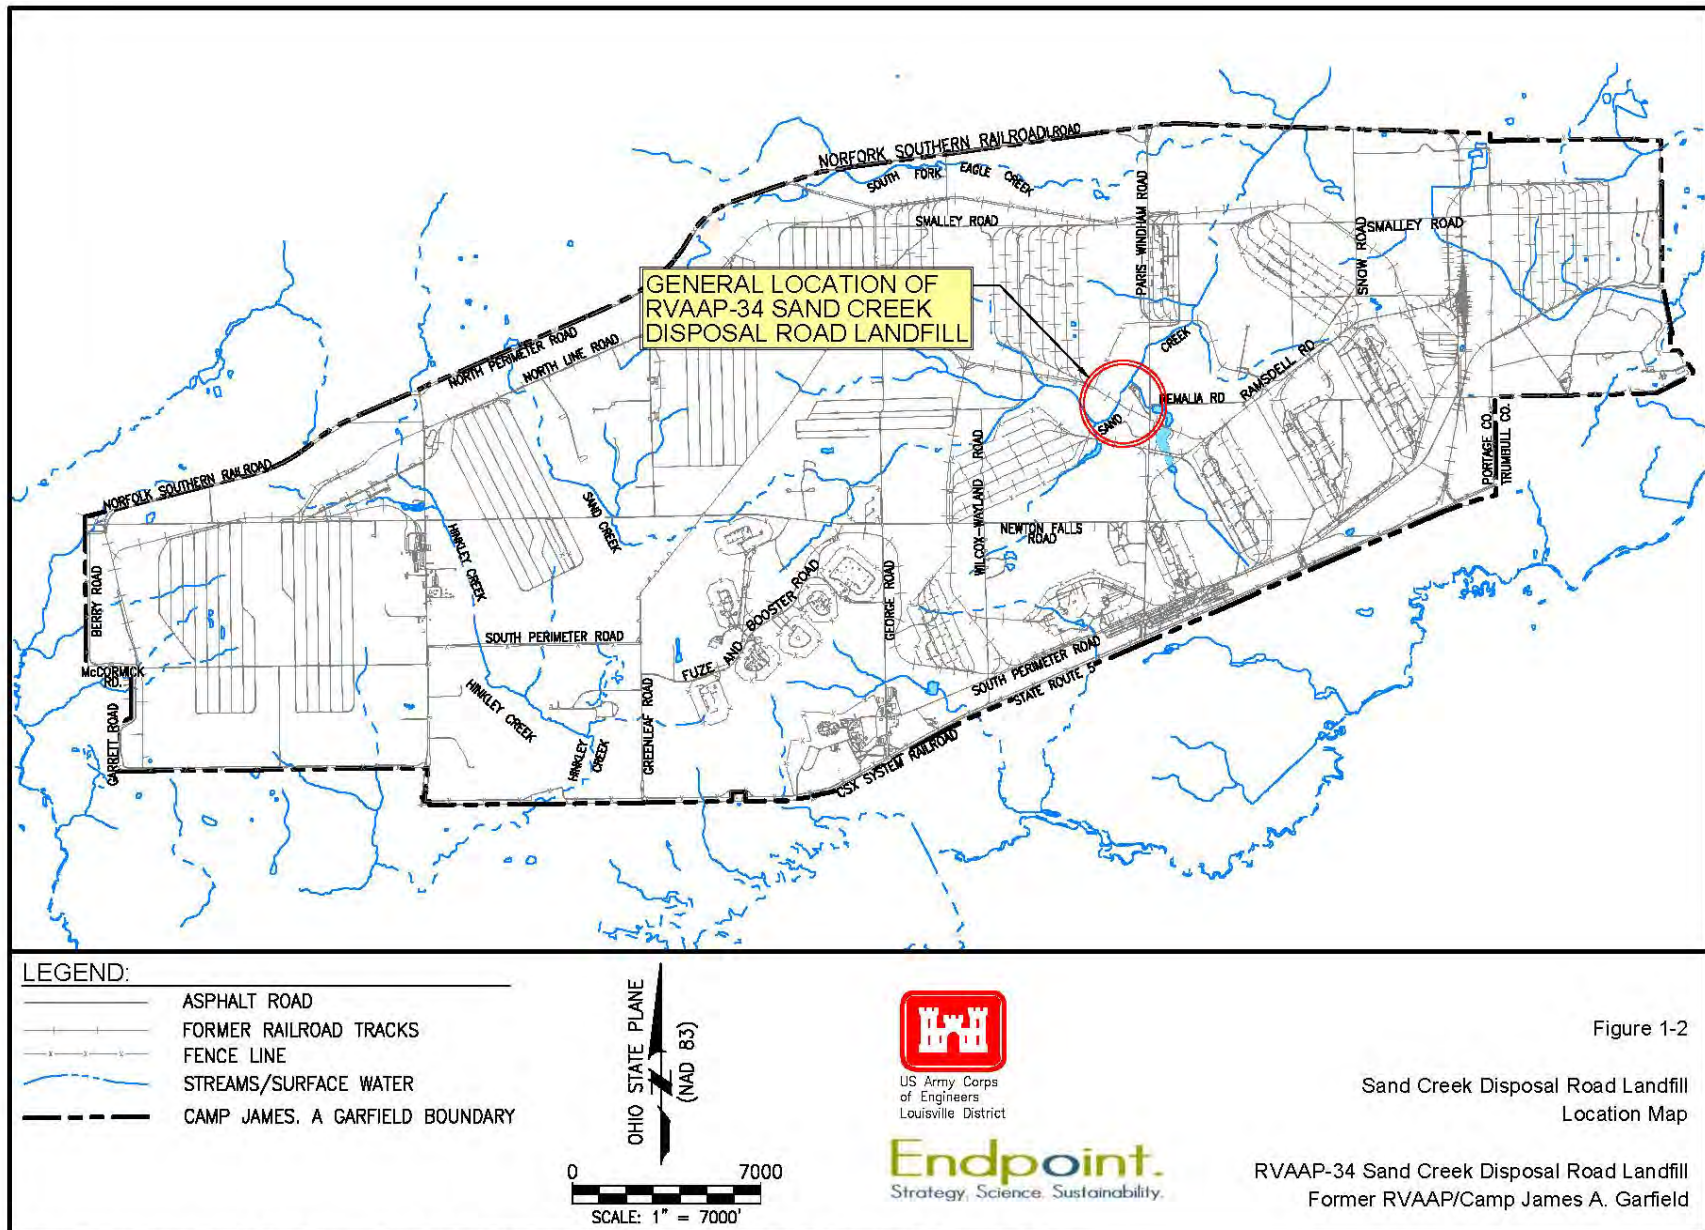 NORFORK SOUTHERN RAILROADLROAD
SOUTH FORK EAGLE CREEK
SMALLEY ROAD
PARIS-WINDHAM ROAD
SNOW ROAD
SMALLEY ROAD
GENERAL LOCATION OF
RVAAP-34 SAND CREEK
DISPOSAL ROAD LANDFILL
NORTH PERIMETER ROAD
NORTH LINE ROAD
CREEK
SAND
REMALIA RD
RAMSDELL RD
PORTAGE CO.
TRUMBULL CO.
NORFOLK SOUTHERN RAILROAD
SAND CREEK
HINKLEY CREEK
WILCOX-WAYLAND ROAD
NEWTON FALLS
ROAD
BERRY ROAD
GEORGE ROAD
FUZE AND BOOSTER ROAD
SOUTH PERIMETER ROAD
McCORMICK
RD.
GARRETT ROAD
HINKLEY CREEK
HINKLEY
CREEK
GREENLEAF ROAD
SOUTH PERIMETER ROAD
STATE ROUTE 5
CSX SYSTEM RAILROAD
LEGEND:
ASPHALT ROAD
FORMER RAILROAD TRACKS
FENCE LINE
STREAMS/SURFACE WATER
CAMP JAMES. A GARFIELD BOUNDARY
OHIO STATE PLANE
(NAD 83)
N
0 7000
SCALE: 1" = 7000'
US Army Corps
of Engineers
Louisville District
Endpoint.
Strategy. Science. Sustainability.
Figure 1-2
Sand Creek Disposal Road Landfill
Location Map
RVAAP-34 Sand Creek Disposal Road Landfill
Former RVAAP/Camp James A. Garfield